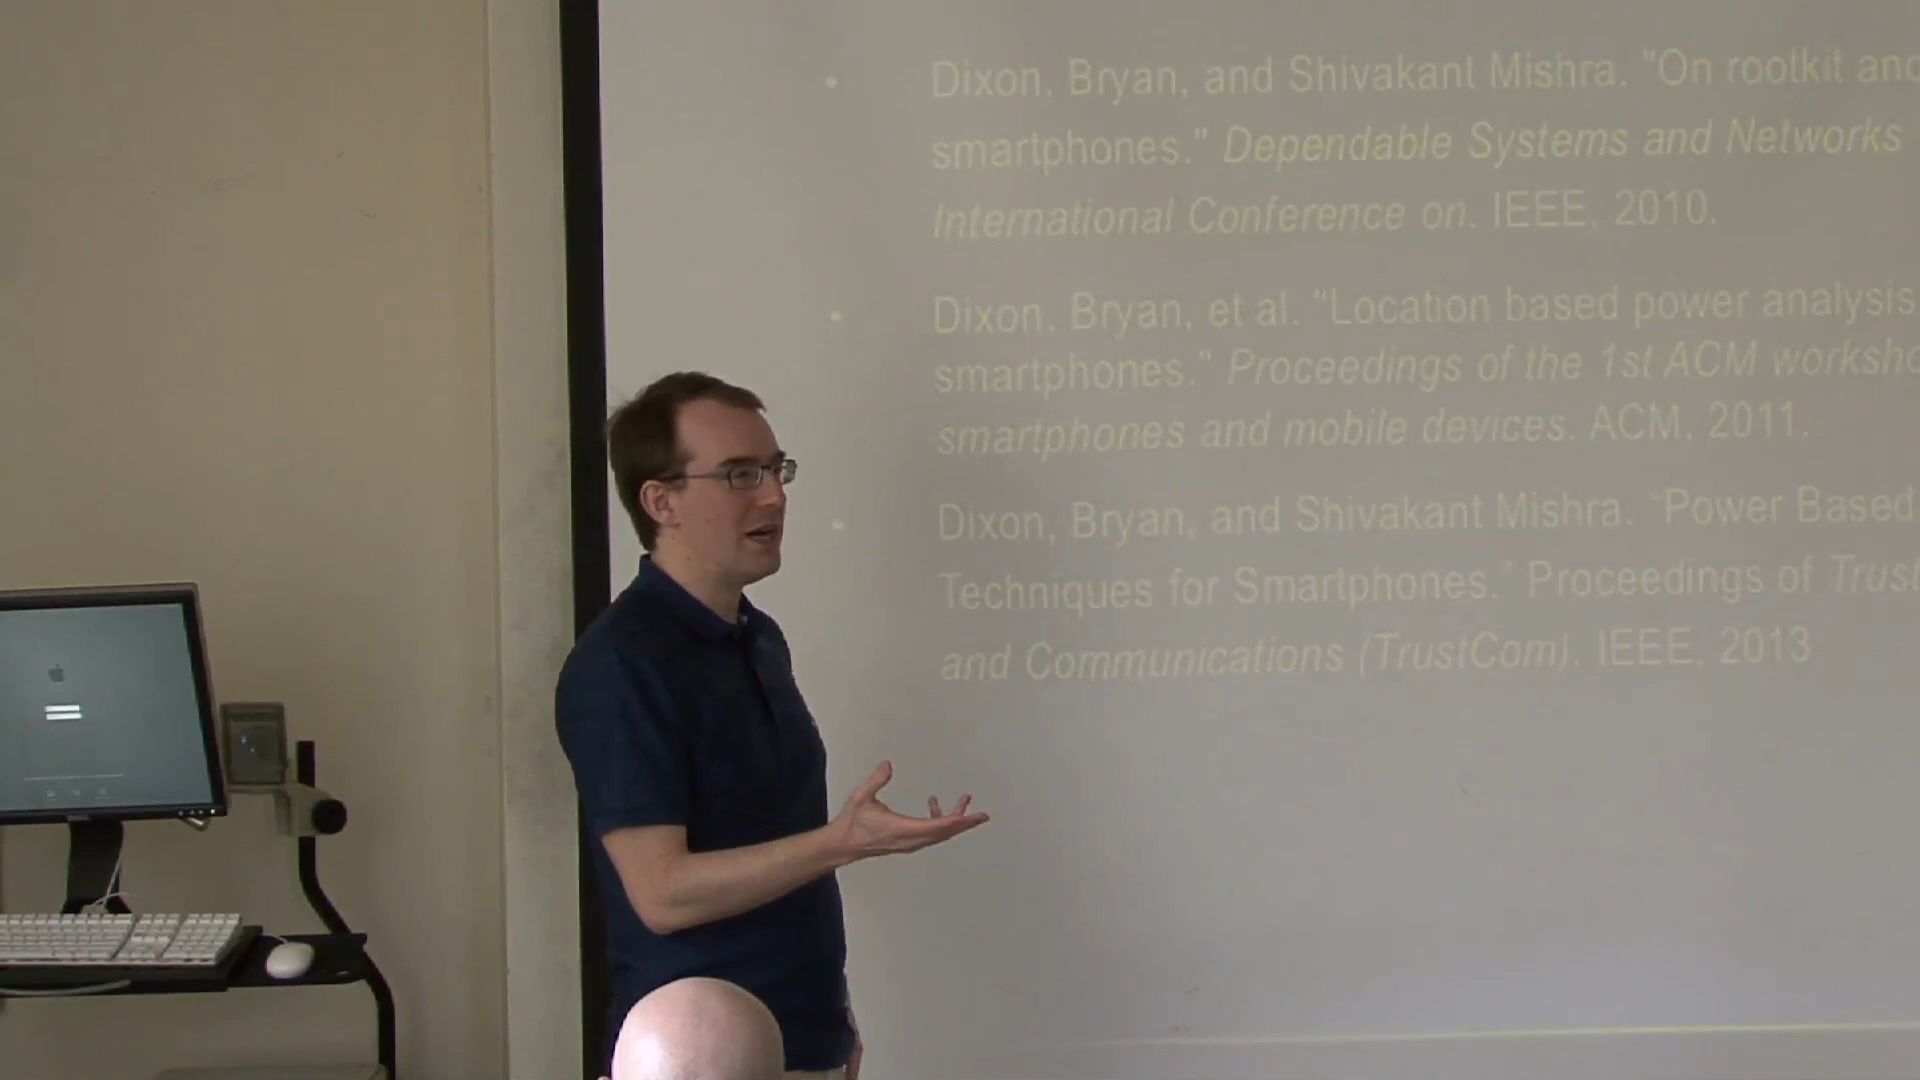 Dixon, Bryan, and Shivakant Mishra. "On rootkit and
smartphones." Dependable Systems and Networks
International Conference on. IEEE, 2010.
Dixon, Bryan, et al. "Location based power analysis
smartphones." Proceedings of the 1st ACM
smartphones and mobile devices. ACM, 2011.
Dixon, Bryan, and Shivakant Mishra. "Power Based
Techniques for Smartphones." Proceedings of Trust
and Communications (TrustCom). IEEE, 2013
DELL